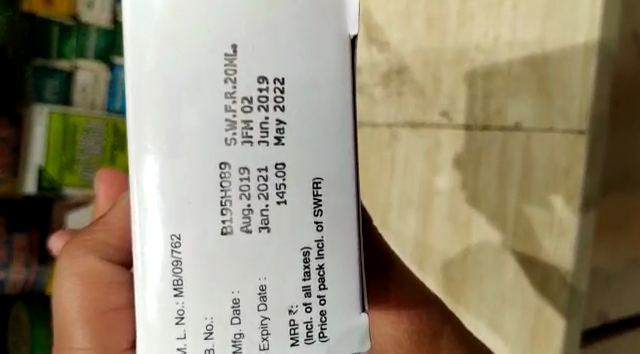 M. L. No.: MB/09/762
B. No.: B195H089 S.W.F.R.20ML.
Mfg. Date : Aug. 2019 JFM 02
Expiry Date : Jan. 2021 Jun. 2019
MRP ₹: 145.00 May 2022
(Incl. of all taxes)
(Price of pack Incl. of SWFR)